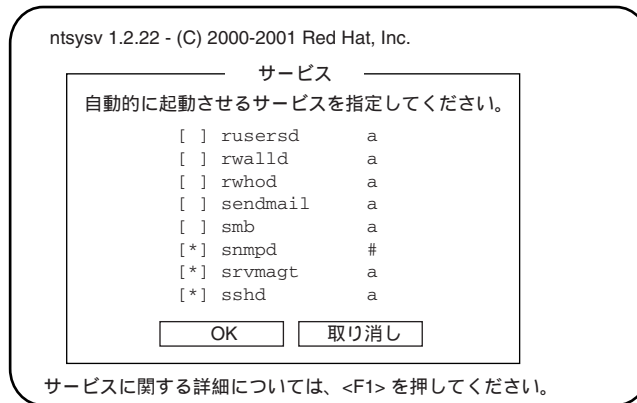 ntsysv 1.2.22 - (C) 2000-2001 Red Hat, Inc.
サービス
自動的に起動させるサービスを指定してください。
[ ] rusersd a
[ ] rwalld a
[ ] rwhod a
[ ] sendmail a
[ ] smb a
[*] snmpd #
[*] srvmagt a
[*] sshd a
OK 取り消し
サービスに関する詳細については、<F1> を押してください。